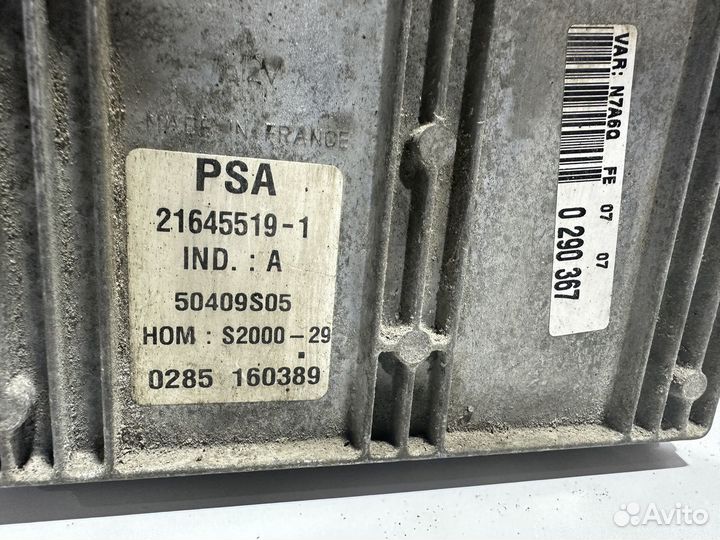 12V
MADE IN FRANCE
PSA
21645519-1
IND. : A
50409S05
HOM : S2000-29
0285 160389
VAR: N7A6Q FE 07 07
0 290 367
Avito